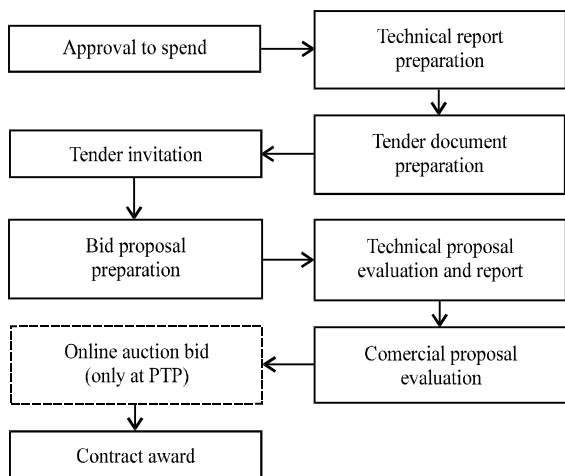 Approval to spend
Technical report
preparation
Tender document
preparation
Tender invitation
Bid proposal
preparation
Technical proposal
evaluation and report
Comercial proposal
evaluation
Online auction bid
(only at PTP)
Contract award